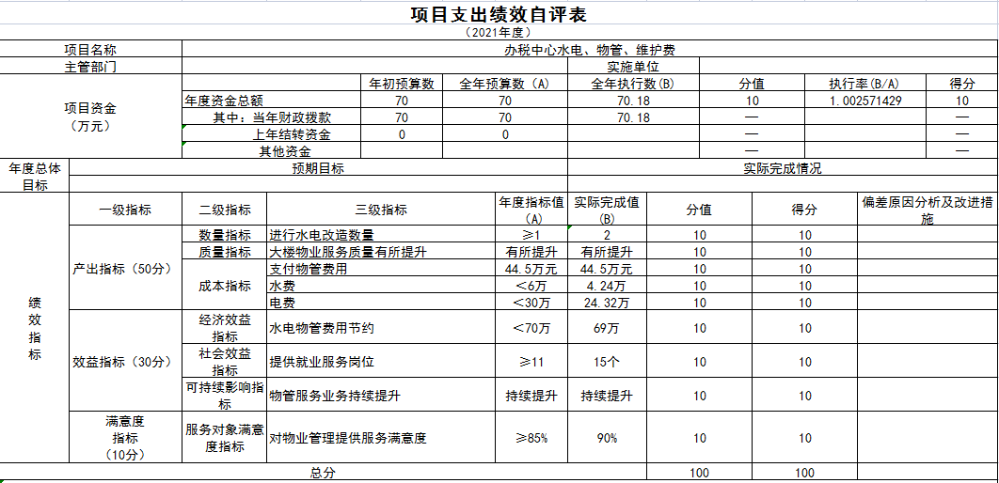 项目支出绩效自评表
（2021年度）
项目名称 办税中心水电、物管、维护费
主管部门 实施单位
项目资金
（万元） 年初预算数 全年预算数（A） 全年执行数(B) 分值 执行率(B/A) 得分
年度资金总额 70 70 70.18 10 1.002571429 10
其中：当年财政拨款 70 70 70.18 — —
上年结转资金 0 0 — —
其他资金 — —
年度总体
目标 预期目标 实际完成情况
绩
效
指
标 一级指标 二级指标 三级指标 年度指标值
（A） 实际完成值
（B） 分值 得分 偏差原因分析及改进措
施
产出指标（50分） 数量指标 进行水电改造数量 ≥1 2 10 10
质量指标 大楼物业服务质量有所提升 有所提升 有所提升 10 10
成本指标 支付物管费用 44.5万元 44.5万元 10 10
水费 ＜6万 4.24万 10 10
电费 ＜30万 24.32万 10 10
效益指标（30分） 经济效益
指标 水电物管费用节约 ＜70万 69万 10 10
社会效益
指标 提供就业服务岗位 ≥11 15个 10 10
可持续影响指
标 物管服务业务持续提升 持续提升 持续提升 10 10
满意度
指标
（10分） 服务对象满意
度指标 对物业管理提供服务满意度 ≥85% 90% 10 10
总分 100 100